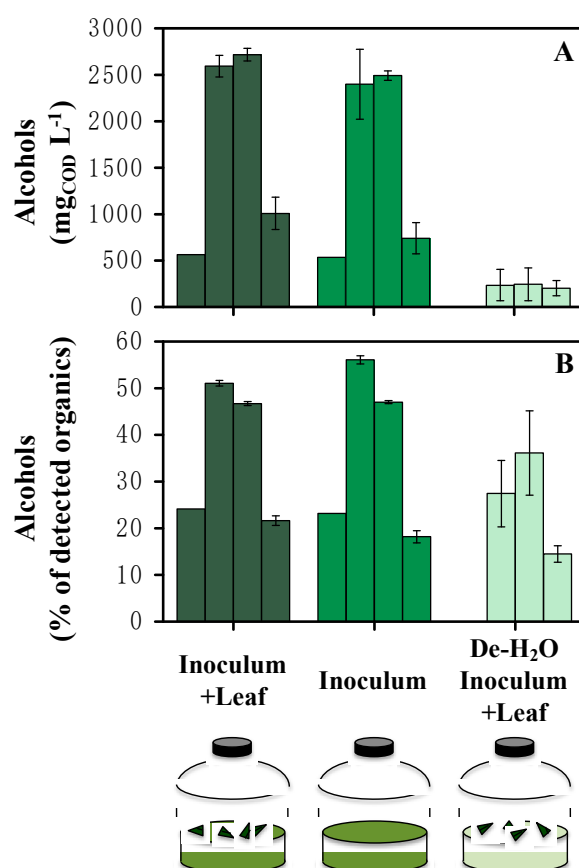 A
Alcohols
(mg_COD L⁻¹)
3000
2500
2000
1500
1000
500
0
B
Alcohols
(% of detected organics)
60
50
40
30
20
10
0
Inoculum
+Leaf
Inoculum
De-H₂O
Inoculum
+Leaf